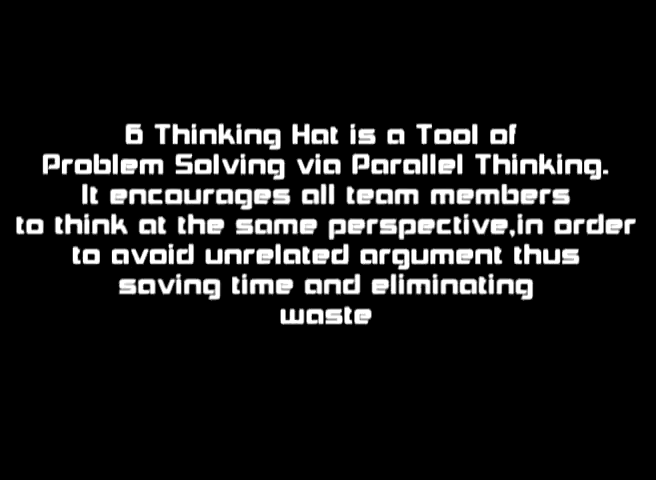 6 Thinking Hat is a Tool of
Problem Solving via Parallel Thinking.
It encourages all team members
to think at the same perspective,in order
to avoid unrelated argument thus
saving time and eliminating
waste